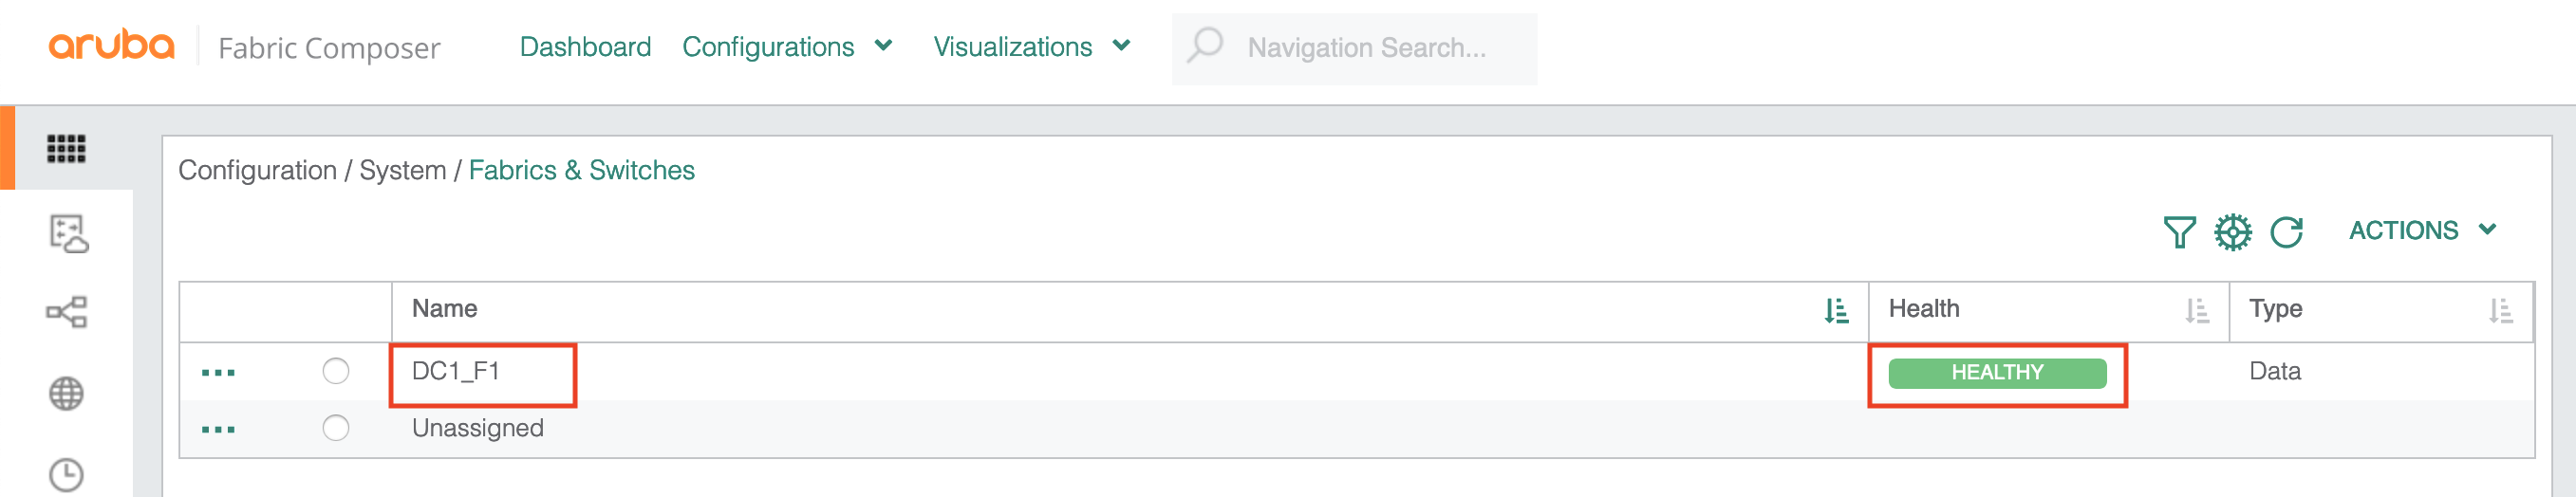 aruba Fabric Composer Dashboard Configurations Visualizations Navigation Search...
Configuration / System / Fabrics & Switches
ACTIONS
Name Health Type
DC1_F1 HEALTHY Data
Unassigned